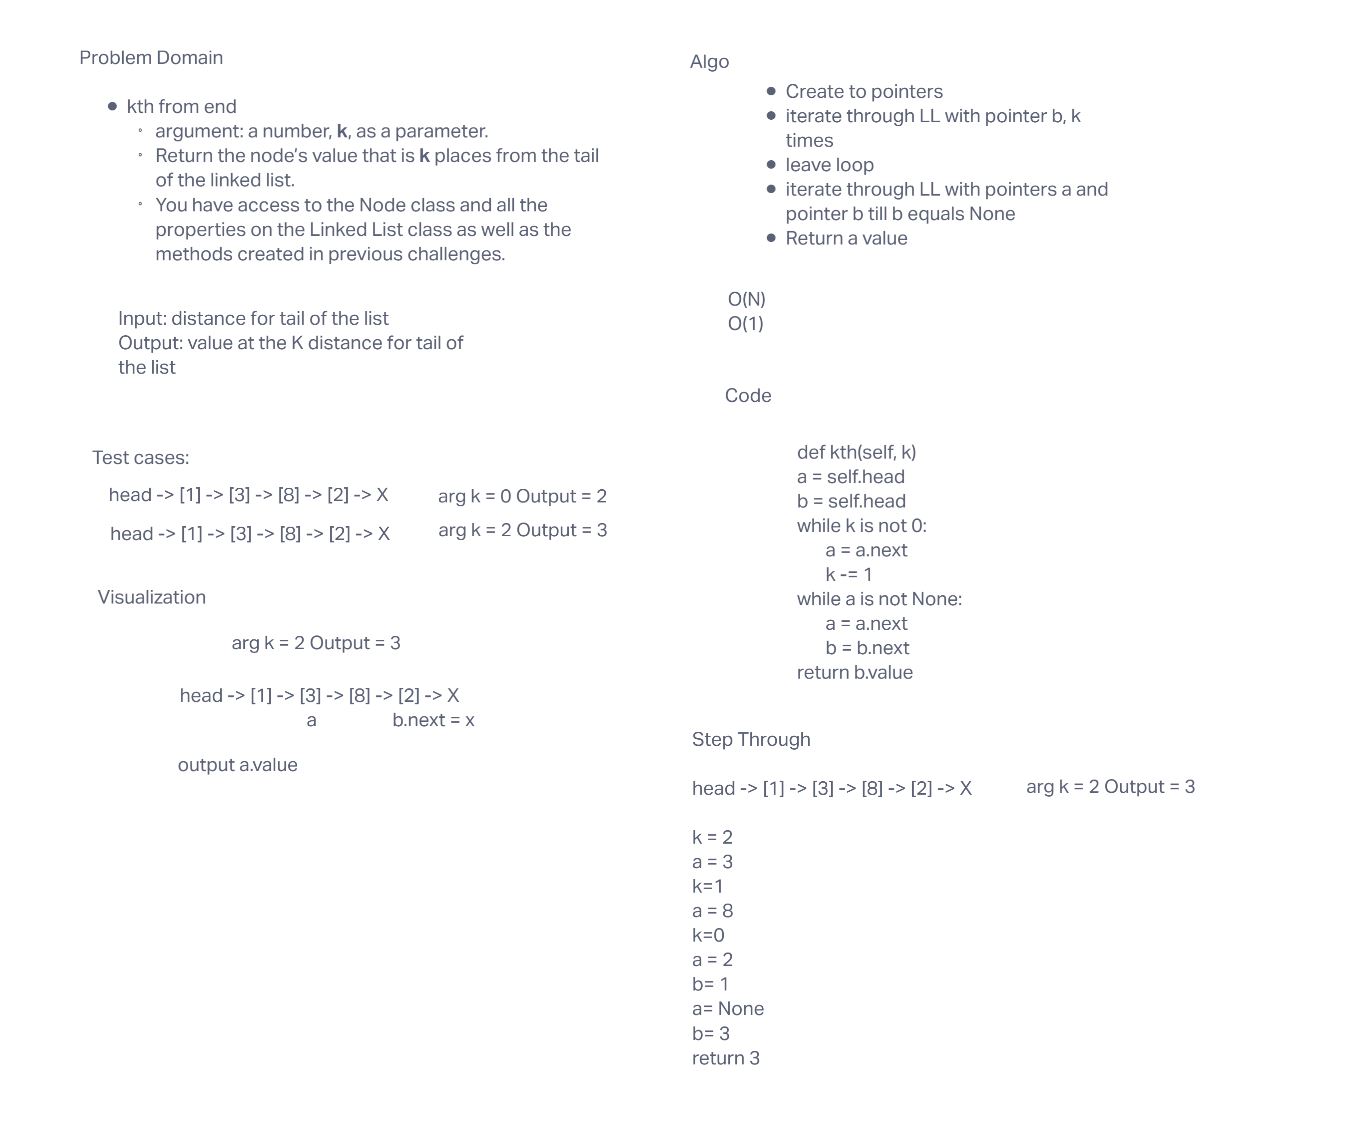 Problem Domain
● kth from end
◦ argument: a number, k, as a parameter.
◦ Return the node’s value that is k places from the tail
of the linked list.
◦ You have access to the Node class and all the
properties on the Linked List class as well as the
methods created in previous challenges.
Input: distance for tail of the list
Output: value at the K distance for tail of
the list
Test cases:
head -> [1] -> [3] -> [8] -> [2] -> X arg k = 0 Output = 2
head -> [1] -> [3] -> [8] -> [2] -> X arg k = 2 Output = 3
Visualization
arg k = 2 Output = 3
head -> [1] -> [3] -> [8] -> [2] -> X
a b.next = x
output a.value
Algo
● Create to pointers
● iterate through LL with pointer b, k
times
● leave loop
● iterate through LL with pointers a and
pointer b till b equals None
● Return a value
O(N)
O(1)
Code
def kth(self, k)
a = self.head
b = self.head
while k is not 0:
a = a.next
k -= 1
while a is not None:
a = a.next
b = b.next
return b.value
Step Through
head -> [1] -> [3] -> [8] -> [2] -> X arg k = 2 Output = 3
k = 2
a = 3
k=1
a = 8
k=0
a = 2
b= 1
a= None
b= 3
return 3